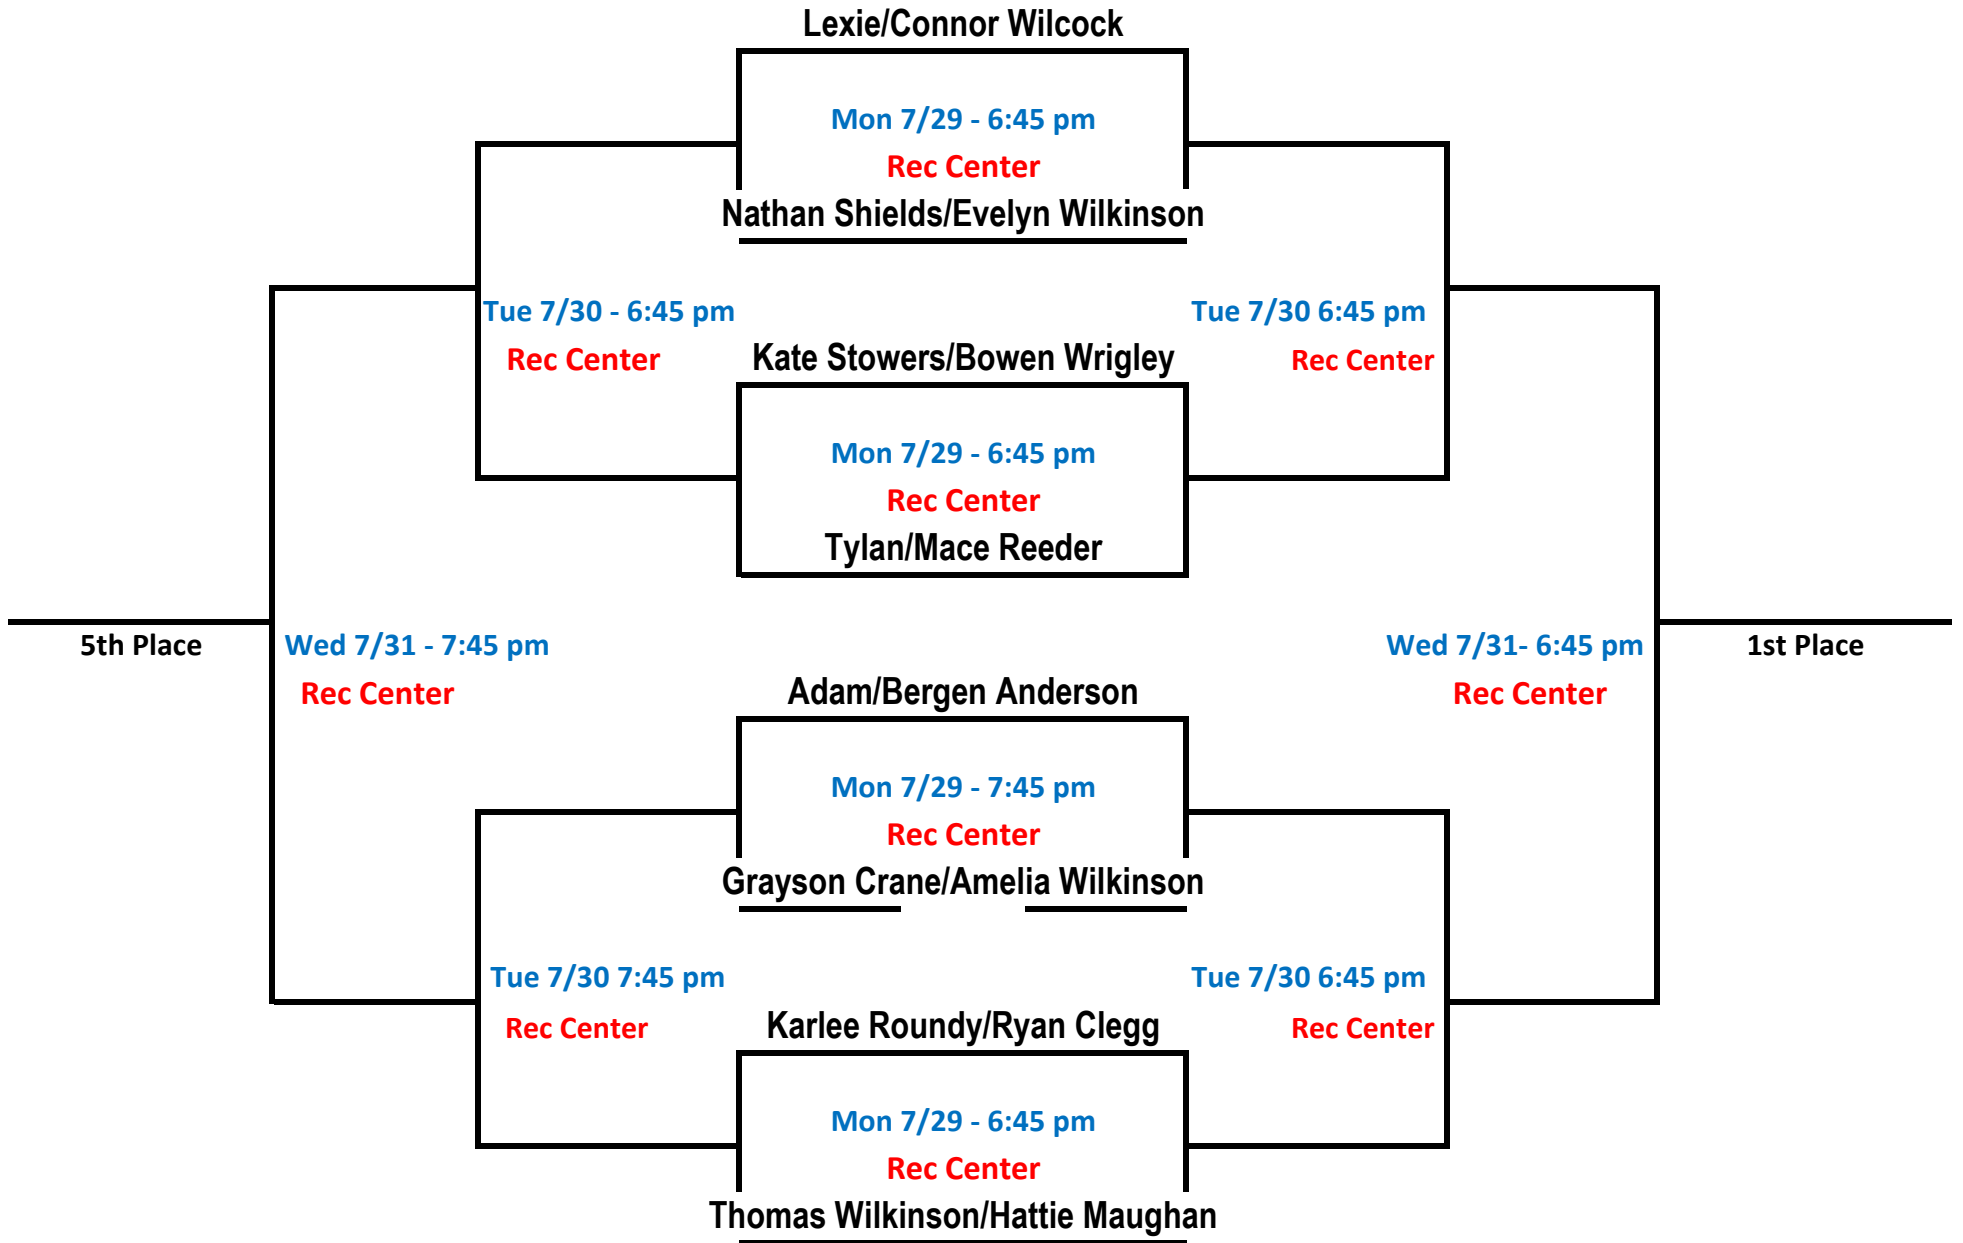 Lexie/Connor Wilcock
Mon 7/29 - 6:45 pm
Rec Center
Nathan Shields/Evelyn Wilkinson
Tue 7/30 - 6:45 pm
Tue 7/30 6:45 pm
Rec Center
Kate Stowers/Bowen Wrigley
Rec Center
Mon 7/29 - 6:45 pm
Rec Center
Tylan/Mace Reeder
5th Place
Wed 7/31 - 7:45 pm
Wed 7/31- 6:45 pm
1st Place
Rec Center
Adam/Bergen Anderson
Rec Center
Mon 7/29 - 7:45 pm
Rec Center
Grayson Crane/Amelia Wilkinson
Tue 7/30 7:45 pm
Tue 7/30 6:45 pm
Rec Center
Karlee Roundy/Ryan Clegg
Rec Center
Mon 7/29 - 6:45 pm
Rec Center
Thomas Wilkinson/Hattie Maughan